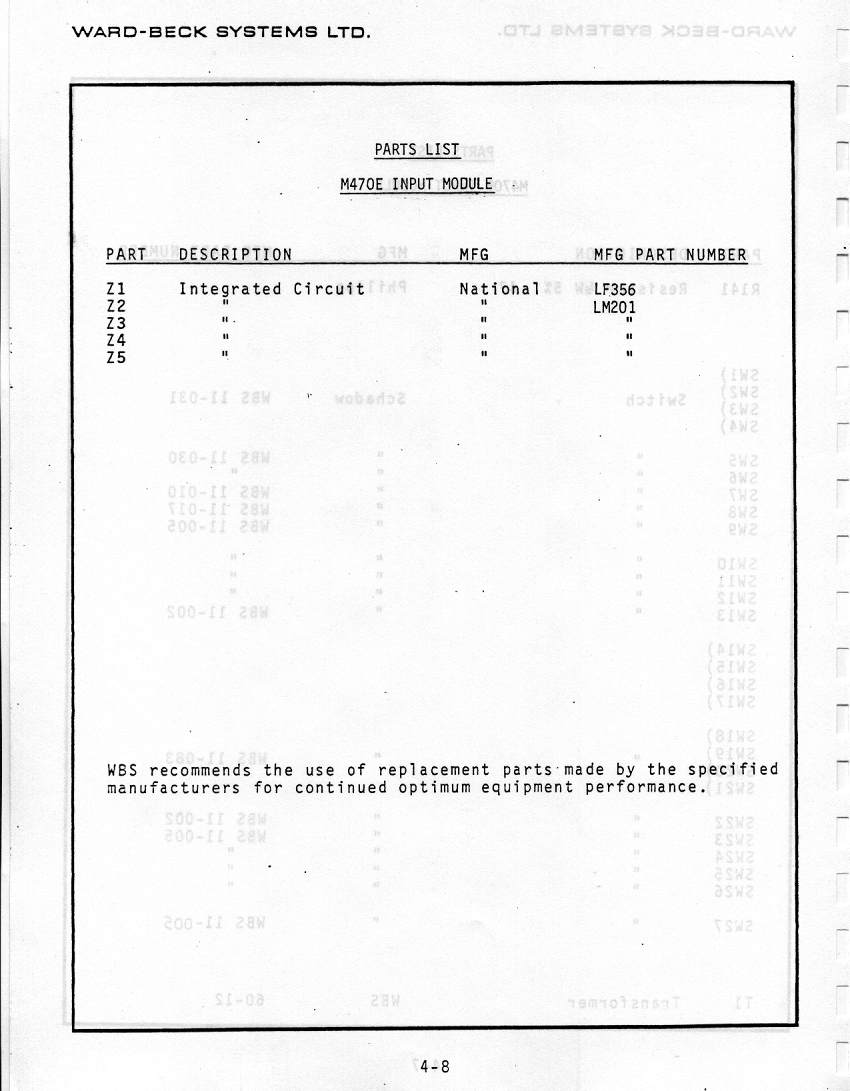 WARD-BECK SYSTEMS LTD.
PARTS LIST
M470E INPUT MODULE
PART DESCRIPTION MFG MFG PART NUMBER
Z1 Integrated Circuit National LF356
Z2 " " LM201
Z3 " " "
Z4 " " "
Z5 " " "
WBS recommends the use of replacement parts made by the specified
manufacturers for continued optimum equipment performance.
4-8